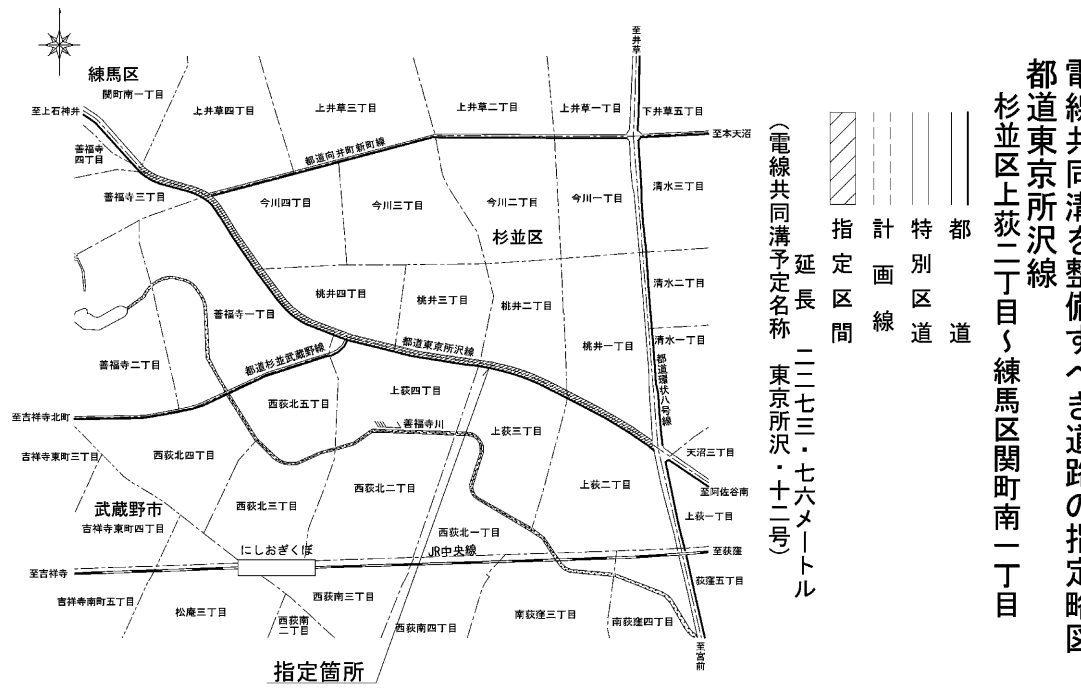 電線共同溝を整備すべき道路の指定略図
都道東京所沢線
杉並区上荻二丁目～練馬区関町南一丁目
都道
特別区道
計画線
指定区間
延長 二二七三・七六メートル
（電線共同溝予定名称 東京所沢・十二号）
至井草
練馬区
関町南一丁目
上井草四丁目
上井草三丁目
上井草二丁目
上井草一丁目
下井草五丁目
至上石神井
至本天沼
善福寺
四丁目
都道向井町新町線
善福寺三丁目
今川四丁目
今川三丁目
今川二丁目
今川一丁目
清水三丁目
杉並区
清水二丁目
桃井四丁目
桃井三丁目
桃井二丁目
善福寺一丁目
桃井一丁目
清水一丁目
都道東京所沢線
都道杉並武蔵野線
都道環状八号線
善福寺二丁目
上荻四丁目
西荻北五丁目
至吉祥寺北町
善福寺川
上荻三丁目
吉祥寺東町三丁目
西荻北四丁目
天沼三丁目
上荻二丁目
西荻北二丁目
至阿佐谷南
武蔵野市
西荻北三丁目
上荻一丁目
吉祥寺東町四丁目
西荻北一丁目
にしおぎくぼ
JR中央線
至荻窪
至吉祥寺
荻窪五丁目
吉祥寺南町五丁目
西荻南三丁目
松庵三丁目
西荻南
二丁目
西荻南四丁目
南荻窪三丁目
南荻窪四丁目
至宮前
指定箇所